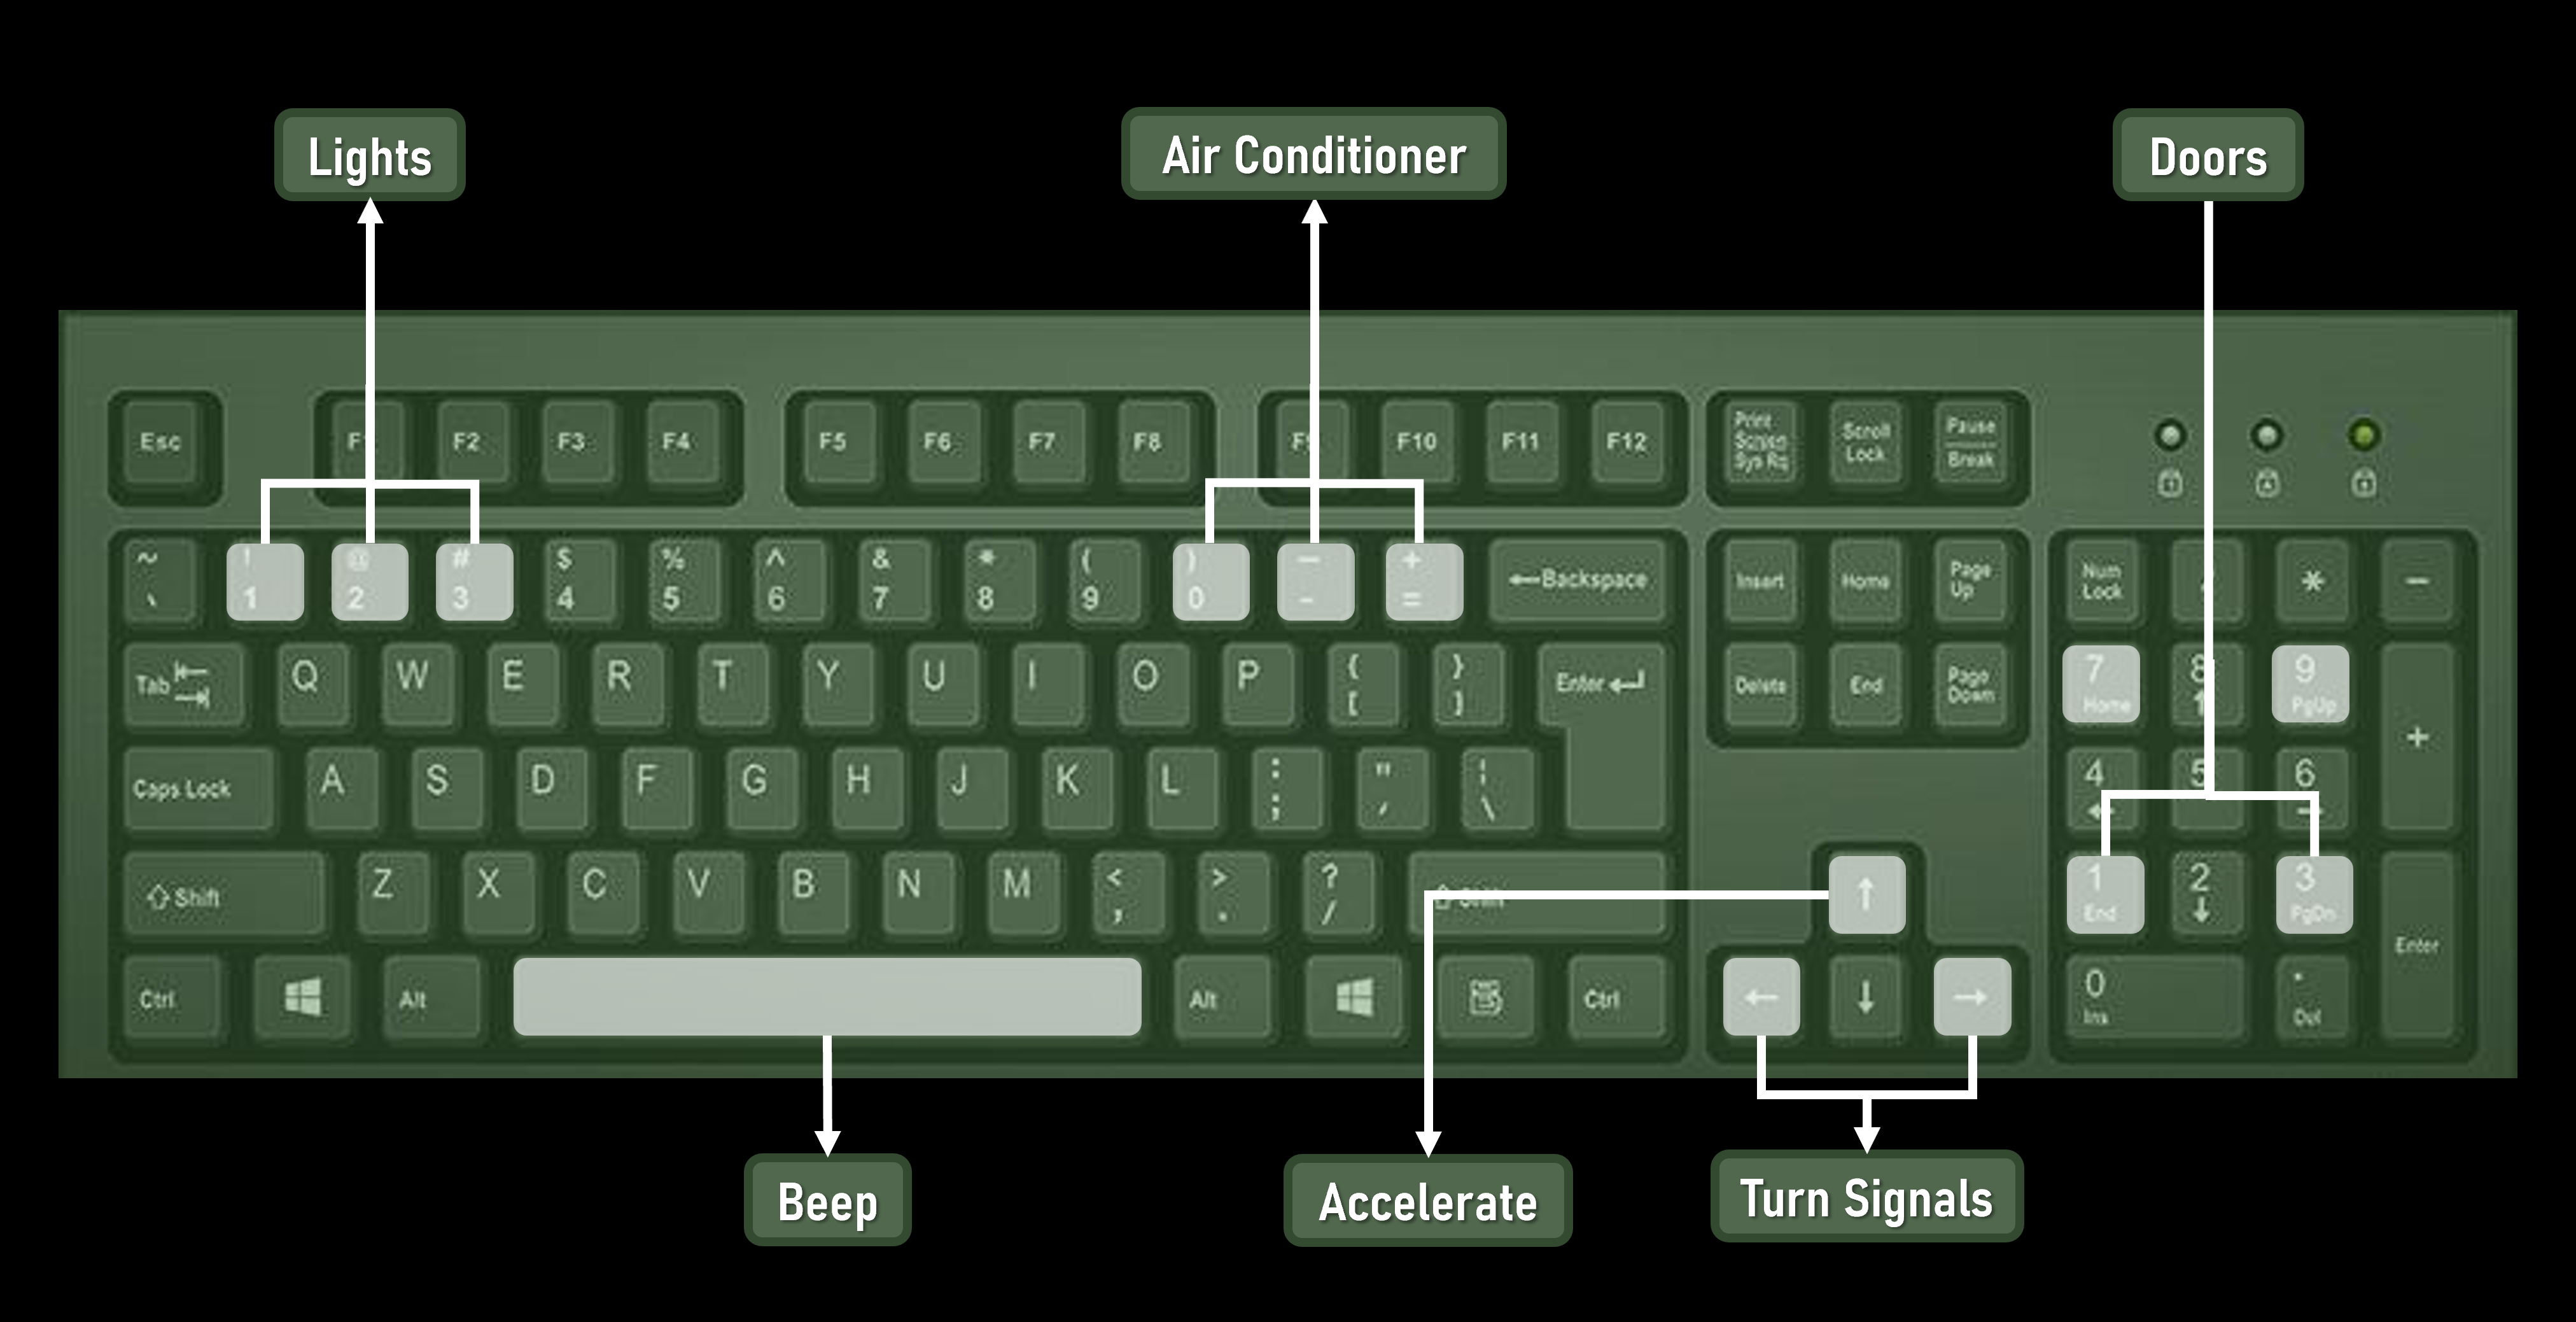 Lights
Air Conditioner
Doors
Esc
F2
F3
F4
F5
F6
F7
F8
F10
F11
F12
Print
Screen
Sys Rq
Scroll
Lock
Pause
Break
~
! 1
@ 2
# 3
$ 4
% 5
^ 6
& 7
* 8
( 9
) 0
— -
+ =
←Backspace
Insert
Home
Page
Up
Num
Lock
*
–
Tab
Q
W
E
R
T
Y
U
I
O
P
{ [
} ]
Enter
Delete
End
Page
Down
7
Home
8
↑
9
PgUp
+
Caps Lock
A
S
D
F
G
H
J
K
L
: ;
" '
¦ \
4
5
6
⇧ Shift
Z
X
C
V
B
N
M
< ,
> .
? /
↑
1
End
2
↓
3
PgDn
Enter
Ctrl
Alt
Alt
Ctrl
←
↓
→
0
Ins
.
Del
Beep
Accelerate
Turn Signals